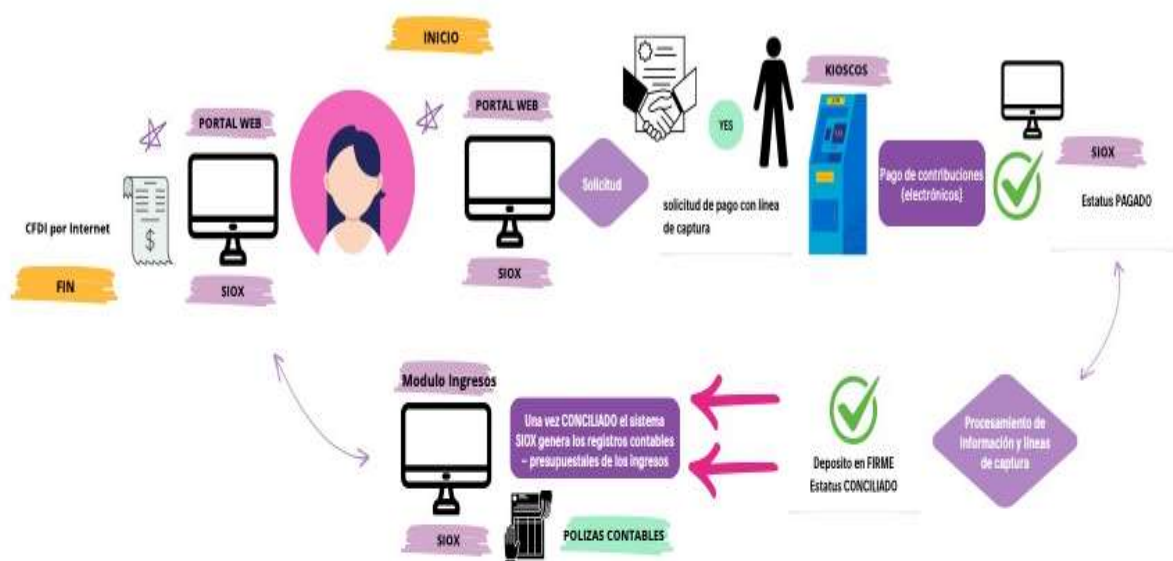 INICIO
PORTAL WEB
SIOX
Solicitud
YES
solicitud de pago con línea
de captura
KIOSCOS
Pago de contribuciones
{electrónicos}
SIOX
Estatus PAGADO
Procesamiento de
información y líneas
de captura
Deposito en FIRME
Estatus CONCILIADO
Una vez CONCILIADO el sistema
SIOX genera los registros contables
– presupuestales de los ingresos
POLIZAS CONTABLES
Modulo Ingresos
SIOX
PORTAL WEB
SIOX
CFDI por Internet
$
FIN